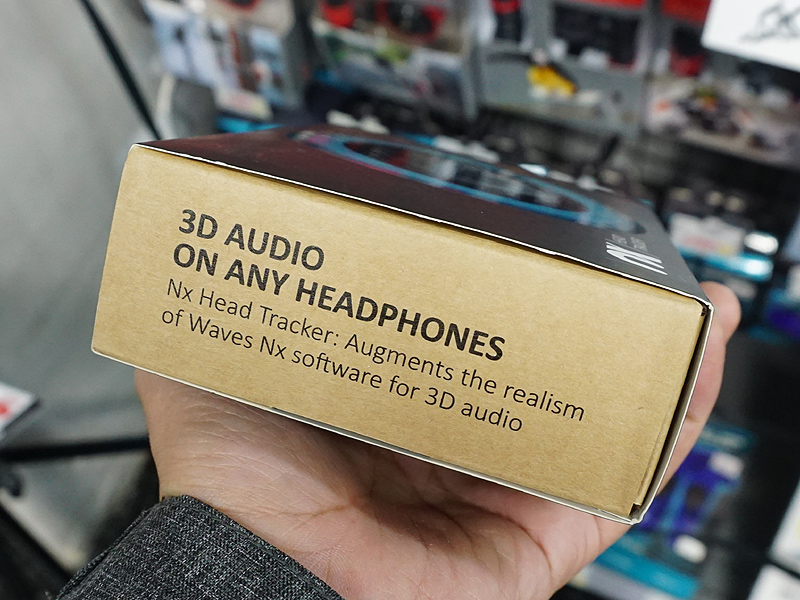 3D AUDIO
ON ANY HEADPHONES
Nx Head Tracker: Augments the realism
of Waves Nx software for 3D audio